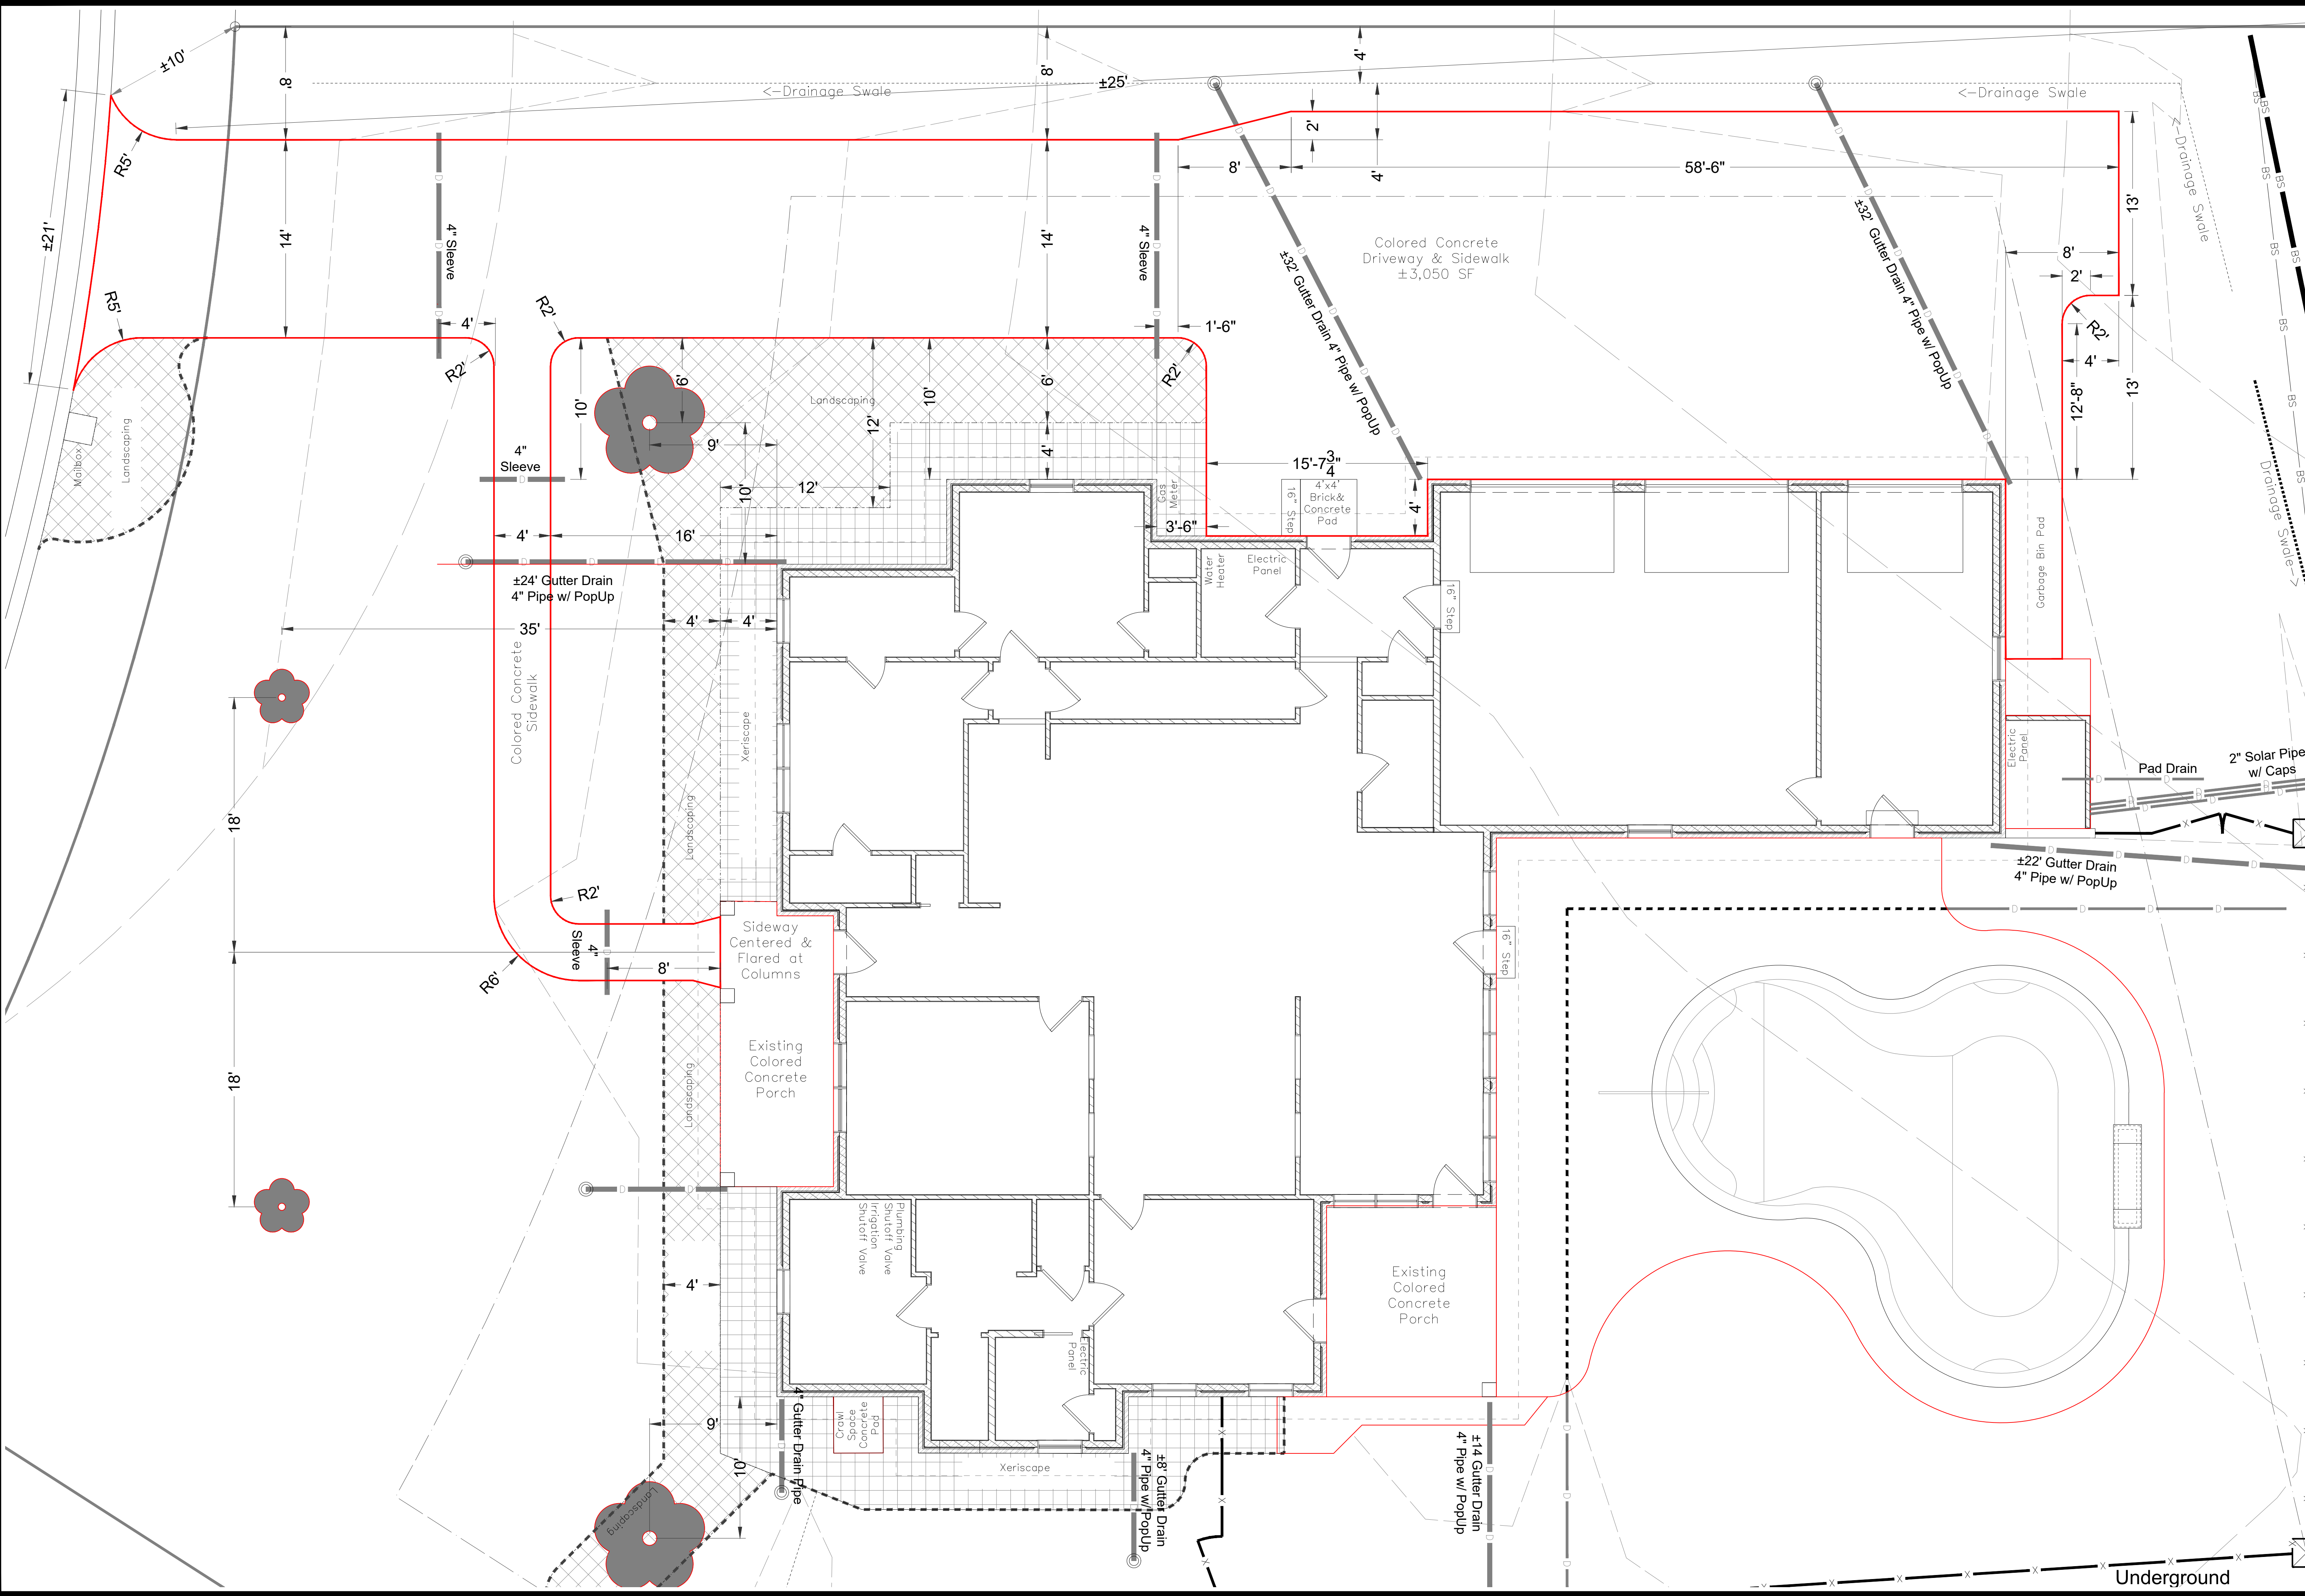 ±10'
8'
8'
4'
±25'
<-Drainage Swale
<-Drainage Swale
<-Drainage Swale
2'
8'
58'-6"
4'
13'
R5'
±21'
14'
14'
4" Sleeve
4" Sleeve
Colored Concrete
Driveway & Sidewalk
±3,050 SF
±32' Gutter Drain 4" Pipe w/ PopUp
±32' Gutter Drain 4" Pipe w/ PopUp
8'
2'
R2'
4'
13'
12'-8"
R5'
4'
R2'
R2'
1'-6"
R2'
6'
6'
10'
10'
12'
4'
Landscaping
9'
12'
10'
Mailbox
Landscaping
4"
Sleeve
4'
16'
15'-7 3/4"
Gas
Meter
3'-6"
16" Step
4'x4'
Brick&
Concrete
Pad
4'
Drainage Swale->
±24' Gutter Drain
4" Pipe w/ PopUp
Water
Heater
Electric
Panel
16" Step
Garbage Bin Pad
35'
4'
4'
Colored Concrete
Sidewalk
Xeriscape
Landscaping
18'
Electric
Panel
Pad Drain
2" Solar Pipe
w/ Caps
±22' Gutter Drain
4" Pipe w/ PopUp
R2'
4"
Sleeve
8'
R6'
Sideway
Centered &
Flared at
Columns
16" Step
Existing
Colored
Concrete
Porch
Landscaping
18'
Plumbing
Shutoff Valve
Irrigation
Shutoff Valve
4'
Existing
Colored
Concrete
Porch
Electric
Panel
9'
10'
4" Gutter Drain Pipe
Crawl
Space
Concrete
Pad
Xeriscape
Landscaping
±8' Gutter Drain
4" Pipe w/ PopUp
±14 Gutter Drain
4" Pipe w/ PopUp
Underground